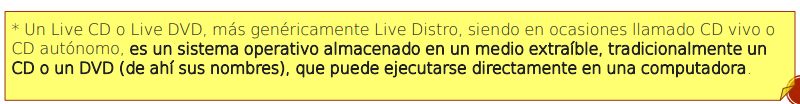 * Un Live CD o Live DVD, más genéricamente Live Distro, siendo en ocasiones llamado CD vivo o
CD autónomo, es un sistema operativo almacenado en un medio extraíble, tradicionalmente un
CD o un DVD (de ahí sus nombres), que puede ejecutarse directamente en una computadora.